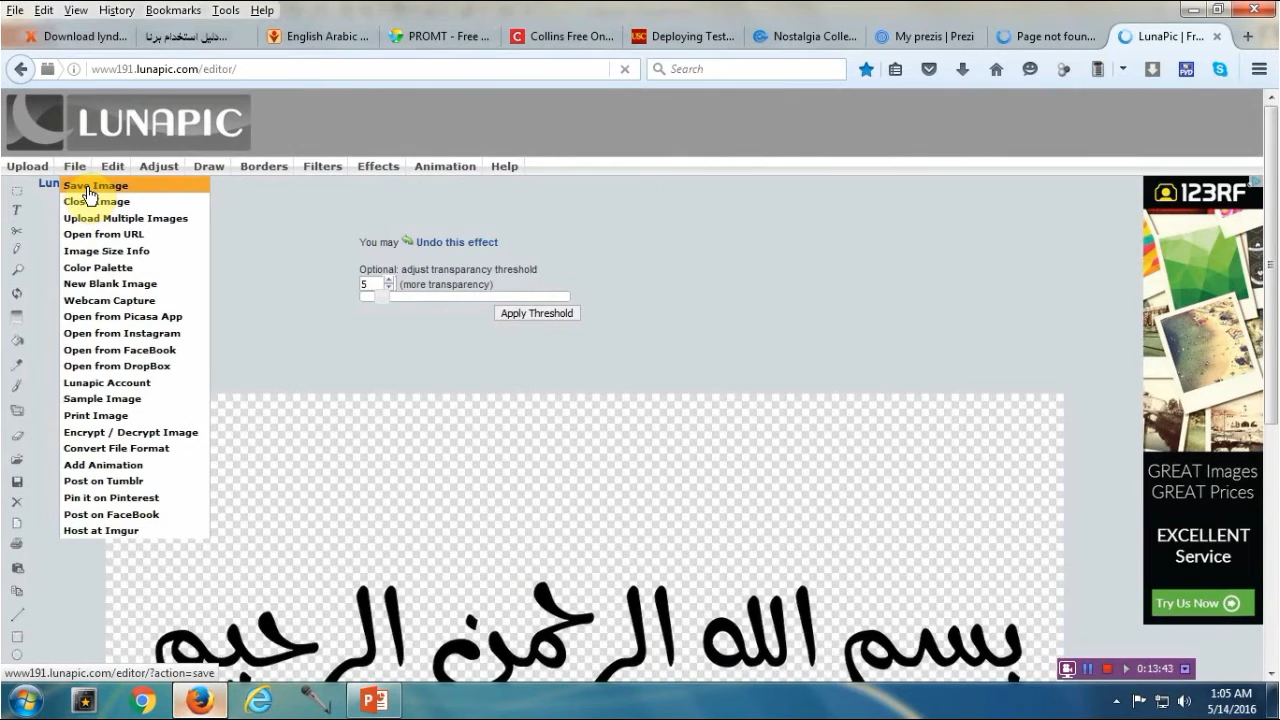 File Edit View History Bookmarks Tools Help
Download lynd... دليل استخدام برنا... English Arabic ... PROMT - Free ... Collins Free On... Deploying Test... Nostalgia Colle... My prezis | Prezi Page not foun... LunaPic | Fr...
www191.lunapic.com/editor/ Search
LUNAPIC
Upload File Edit Adjust Draw Borders Filters Effects Animation Help
Lun
Save Image
Close Image
Upload Multiple Images
Open from URL
Image Size Info
Color Palette
New Blank Image
Webcam Capture
Open from Picasa App
Open from Instagram
Open from FaceBook
Open from DropBox
Lunapic Account
Sample Image
Print Image
Encrypt / Decrypt Image
Convert File Format
Add Animation
Post on Tumblr
Pin it on Pinterest
Post on FaceBook
Host at Imgur
You may Undo this effect
Optional: adjust transparancy threshold
5 (more transparency)
Apply Threshold
بسم الله الرحمن الرحيم
123RF
GREAT Images
GREAT Prices
EXCELLENT
Service
Try Us Now
www191.lunapic.com/editor/?action=save
0:13:43
1:05 AM
5/14/2016